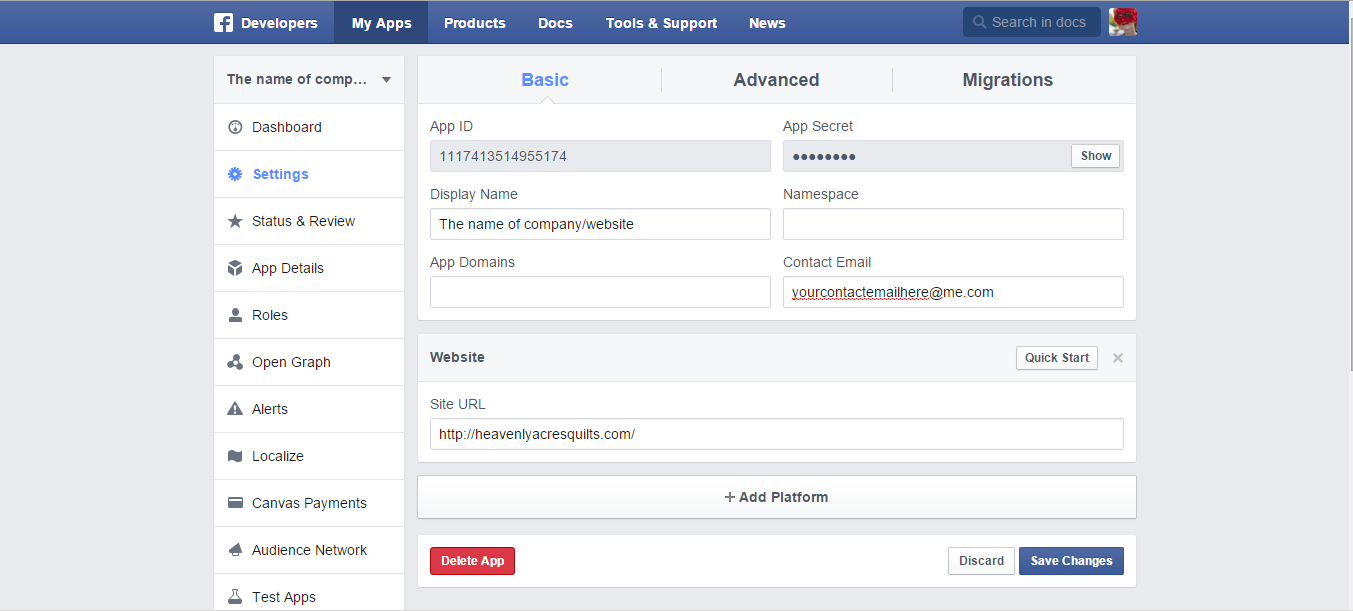 Developers My Apps Products Docs Tools & Support News Search in docs
The name of comp... Basic Advanced Migrations
Dashboard
Settings
Status & Review
App Details
Roles
Open Graph
Alerts
Localize
Canvas Payments
Audience Network
Test Apps
App ID App Secret
1117413514955174 •••••••• Show
Display Name Namespace
The name of company/website
App Domains Contact Email
yourcontactemailhere@me.com
Website Quick Start
Site URL
http://heavenlyacresquilts.com/
+ Add Platform
Delete App Discard Save Changes